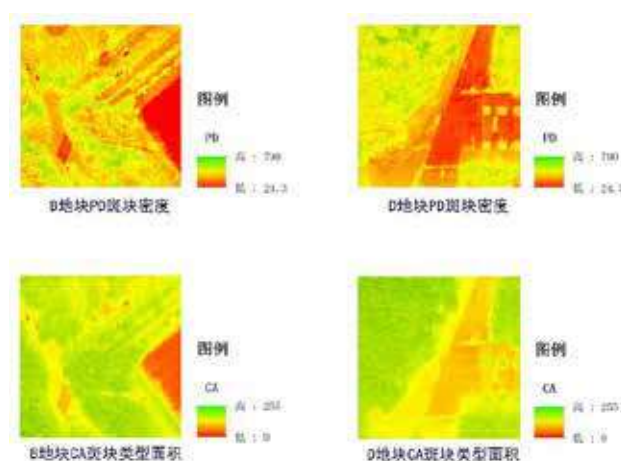 图例
PD
高 : 790
低 : 24.3
B地块PD斑块密度
图例
PD
高 : 790
低 : 24.3
D地块PD斑块密度
图例
CA
高 : 255
低 : 0
B地块CA斑块类型面积
图例
CA
高 : 255
低 : 0
D地块CA斑块类型面积